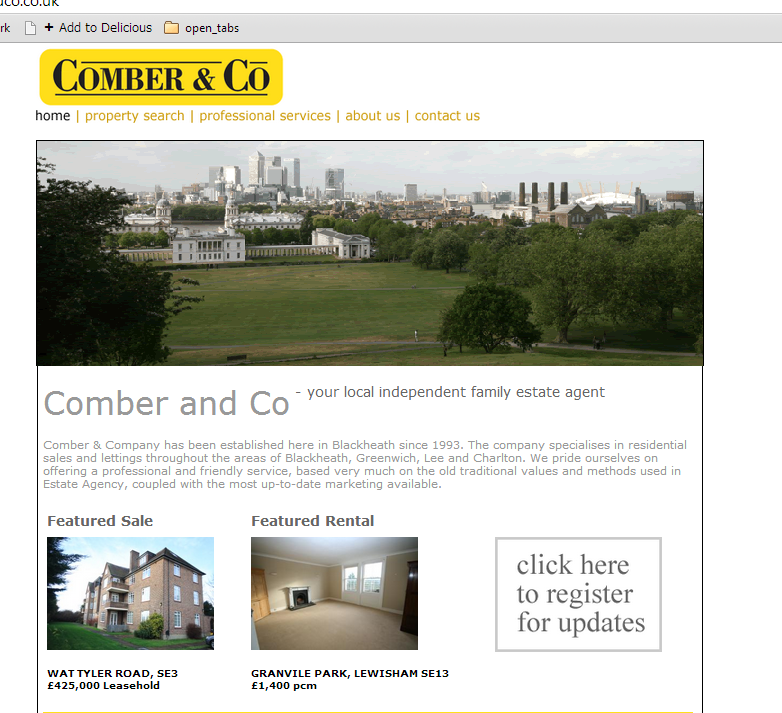 co.co.uk
rk + Add to Delicious open_tabs
COMBER & CO
home | property search | professional services | about us | contact us
Comber and Co - your local independent family estate agent
Comber & Company has been established here in Blackheath since 1993. The company specialises in residential
sales and lettings throughout the areas of Blackheath, Greenwich, Lee and Charlton. We pride ourselves on
offering a professional and friendly service, based very much on the old traditional values and methods used in
Estate Agency, coupled with the most up-to-date marketing available.
Featured Sale Featured Rental
click here
to register
for updates
WAT TYLER ROAD, SE3 GRANVILE PARK, LEWISHAM SE13
£425,000 Leasehold £1,400 pcm